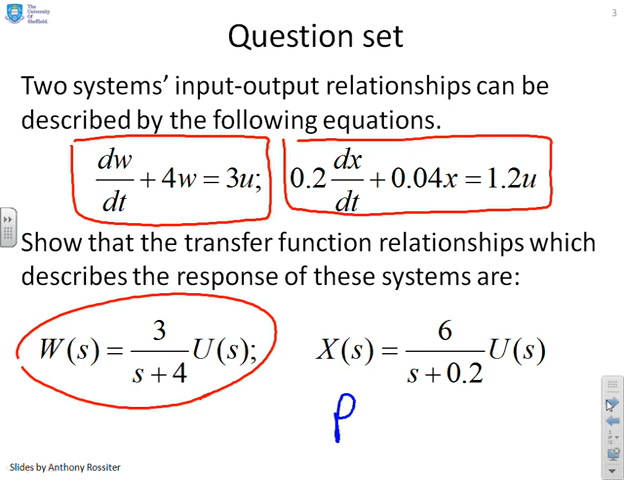 The
University
Of
Sheffield.
3
Question set
Two systems’ input-output relationships can be
described by the following equations.
dw/dt + 4w = 3u; 0.2 dx/dt + 0.04x = 1.2u
Show that the transfer function relationships which
describes the response of these systems are:
W(s) = 3/(s + 4) U(s); X(s) = 6/(s + 0.2) U(s)
P
Slides by Anthony Rossiter